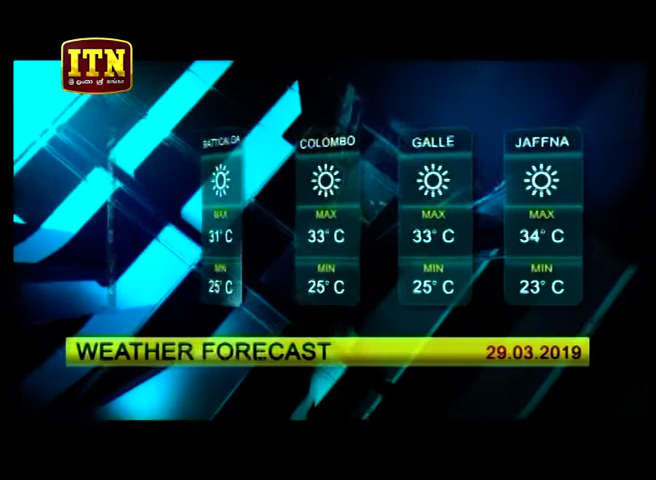 ITN
BATTICALOA
COLOMBO
GALLE
JAFFNA
MAX
MAX
MAX
MAX
31° C
33° C
33° C
34° C
MIN
MIN
MIN
MIN
25° C
25° C
25° C
23° C
WEATHER FORECAST
29.03.2019